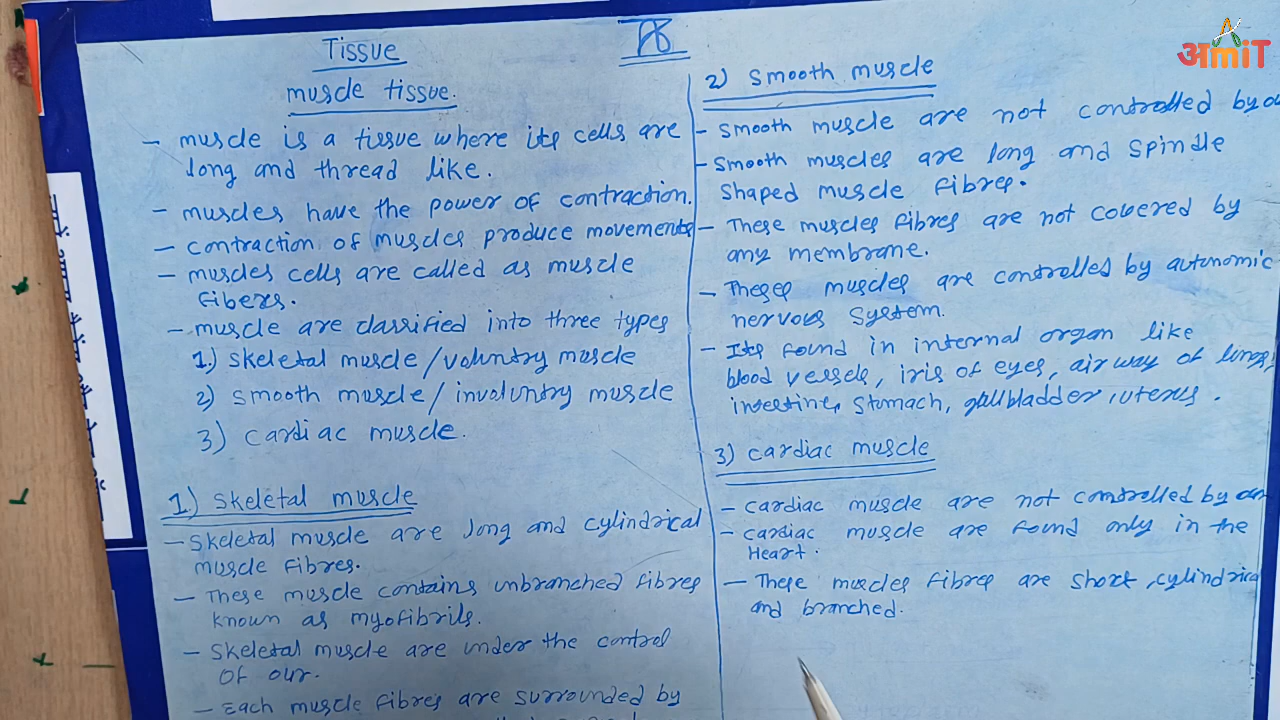 Tissue
muscle tissue.
- muscle is a tissue where its cells are
long and thread like.
- muscles have the power of contraction.
- contraction of muscles produce movements
- muscles cells are called as muscle
fibers.
- muscle are classified into three types
1) skeletal muscle/voluntry muscle
2) smooth muscle/involuntry muscle
3) cardiac muscle.
1) skeletal muscle
- skeletal muscle are long and cylindrical
muscle fibres.
- These muscle contains unbranched fibres
known as myofibrils.
- skeletal muscle are under the control
of our.
- Each muscle fibres are surrounded by
2) smooth muscle
- smooth muscle are not controlled by
- smooth muscles are long and spindle
shaped muscle fibres.
- These muscles fibres are not covered by
any membrane.
- Theses muscles are controlled by autonomic
nervous system.
- Its found in internal organ like
blood vessels, iris of eyes, air way of lungs,
intestine, stomach, gallbladder, uterus.
3) cardiac muscle
- cardiac muscle are not controlled by
- cardiac muscle are found only in the
Heart.
- These muscles fibres are short, cylindrical
and branched.
अmiT